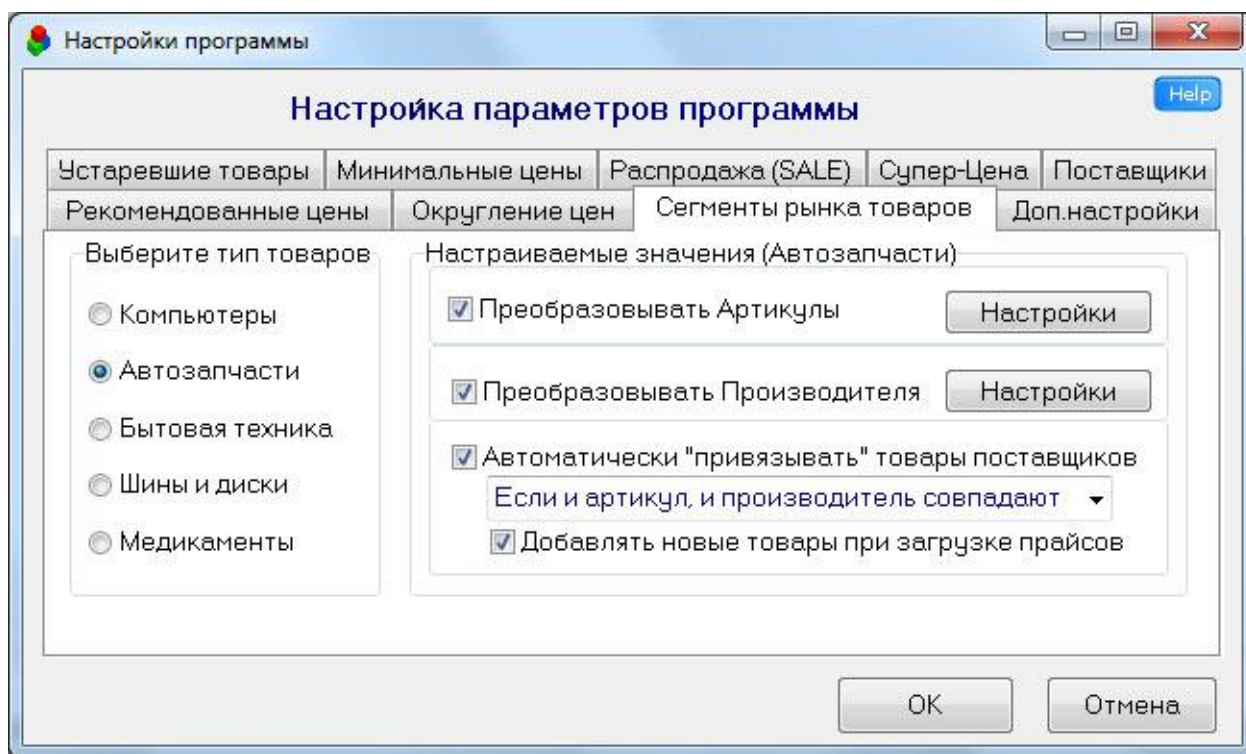 Настройки программы
Настройка параметров программы
Help
Устаревшие товары Минимальные цены Распродажа (SALE) Супер-Цена Поставщики
Рекомендованные цены Округление цен Сегменты рынка товаров Доп.настройки
Выберите тип товаров
Компьютеры
Автозапчасти
Бытовая техника
Шины и диски
Медикаменты
Настраиваемые значения (Автозапчасти)
Преобразовывать Артикулы Настройки
Преобразовывать Производителя Настройки
Автоматически "привязывать" товары поставщиков
Если и артикул, и производитель совпадают
Добавлять новые товары при загрузке прайсов
OK Отмена